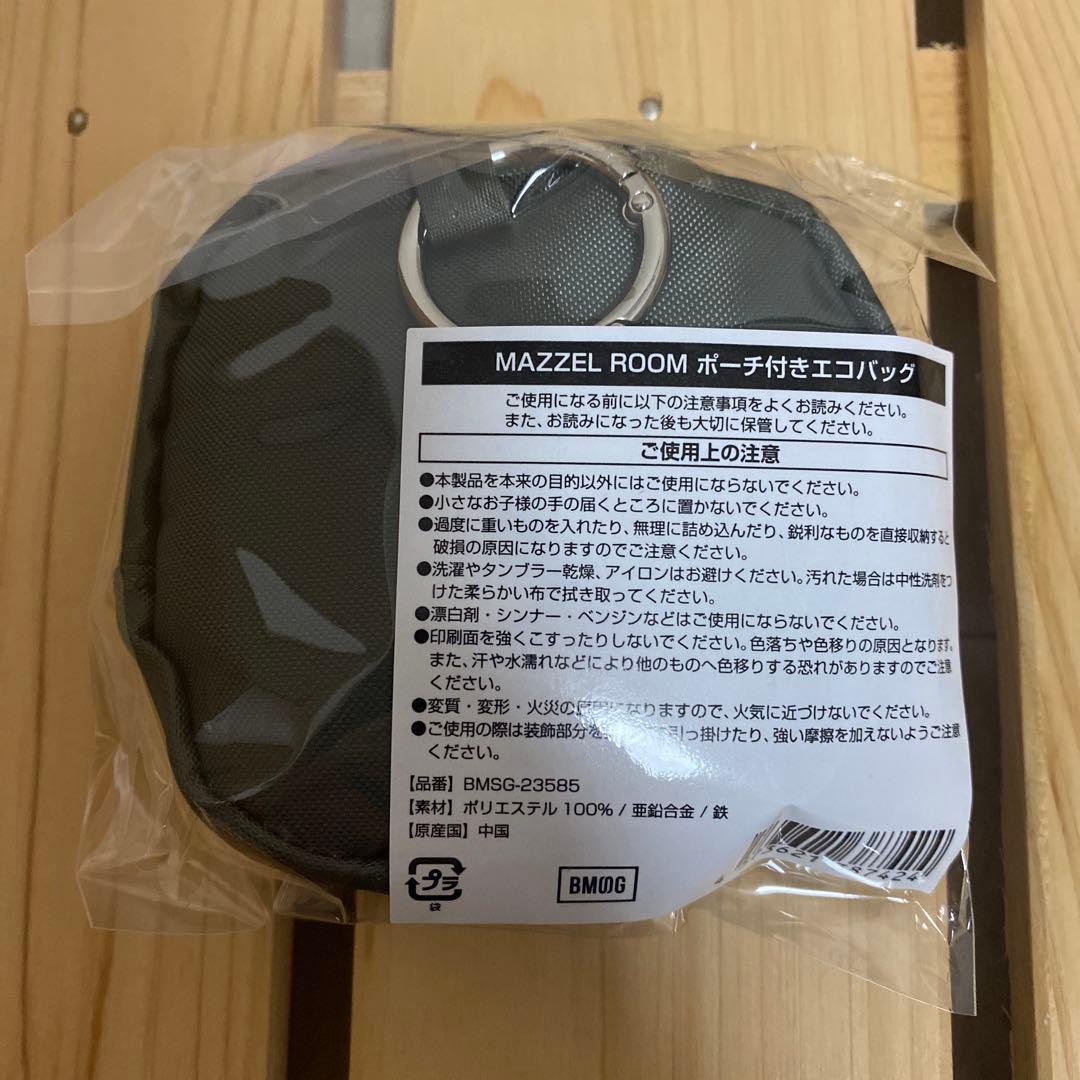 MAZZEL ROOM ポーチ付きエコバッグ
ご使用になる前に以下の注意事項をよくお読みください。
また、お読みになった後も大切に保管してください。
ご使用上の注意
●本製品を本来の目的以外にはご使用にならないでください。
●小さなお子様の手の届くところに置かないでください。
●過度に重いものを入れたり、無理に詰め込んだり、鋭利なものを直接収納すると
破損の原因になりますのでご注意ください。
●洗濯やタンブラー乾燥、アイロンはお避けください。汚れた場合は中性洗剤をつ
けた柔らかい布で拭き取ってください。
●漂白剤・シンナー・ベンジンなどはご使用にならないでください。
●印刷面を強くこすったりしないでください。色落ちや色移りの原因となります。
また、汗や水濡れなどにより他のものへ色移りする恐れがありますのでご注意
ください。
●変質・変形・火災の原因になりますので、火気に近づけないでください。
●ご使用の際は装飾部分を引っ掛けたり、強い摩擦を加えないようご注意
ください。
【品番】BMSG-23585
【素材】ポリエステル 100% / 亜鉛合金 / 鉄
【原産国】中国
プラ
袋
BMSG